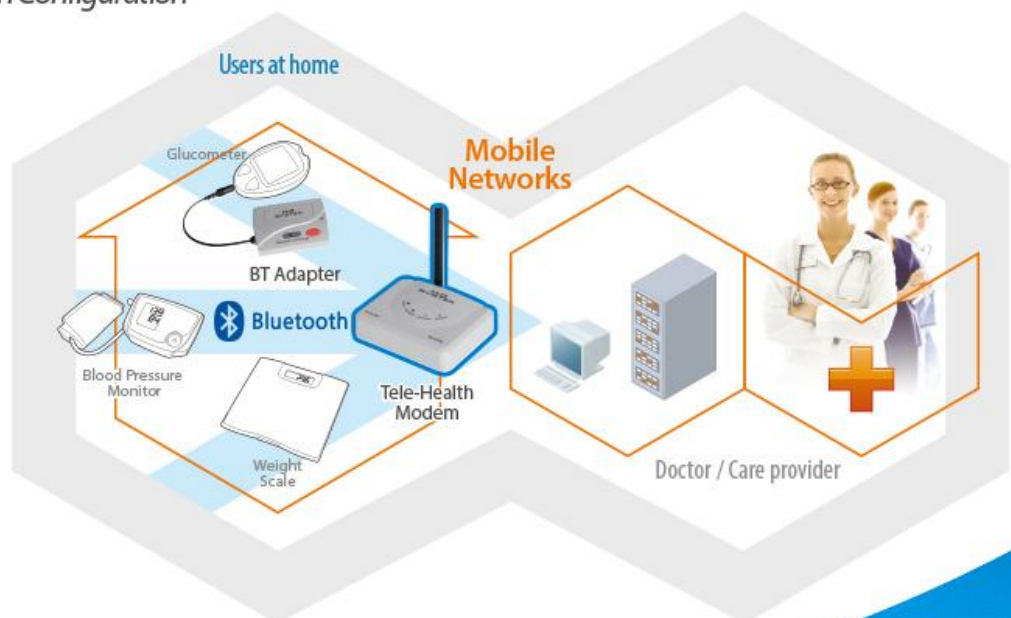 Configuration
Users at home
Glucometer
Mobile
Networks
BT Adapter
Bluetooth
Blood Pressure
Monitor
Tele-Health
Modem
Weight
Scale
Doctor / Care provider